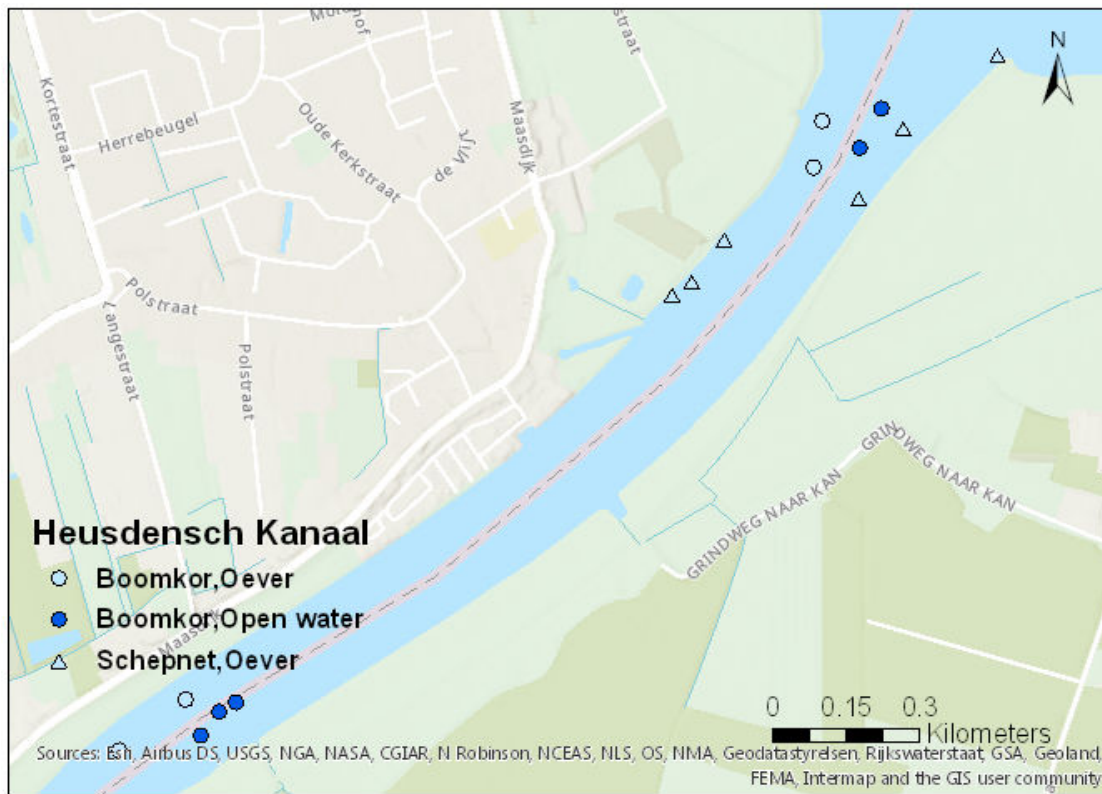 Kortestraat
Herrebeugel
Oude Kerkstraat
Maasdijk
N
Polstraat
Langestraat
Polstraat
GRINDWEG NAAR KAN
GRINDWEG NAAR KAN
Heusdensch Kanaal
Boomkor,Oever
Boomkor,Open water
Schepnet,Oever
0 0.15 0.3
Kilometers
Sources: Esri, Airbus DS, USGS, NGA, NASA, CGIAR, N Robinson, NCEAS, NLS, OS, NMA, Geodatastyrelsen, Rijkswaterstaat, GSA, Geoland,
FEMA, Intermap and the GIS user community